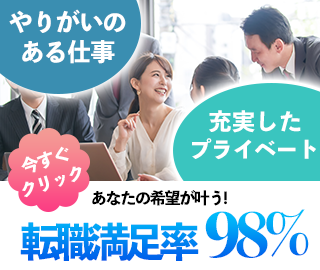 やりがいの
ある仕事
充実した
プライベート
今すぐ
クリック
あなたの希望が叶う!
転職満足率 98%